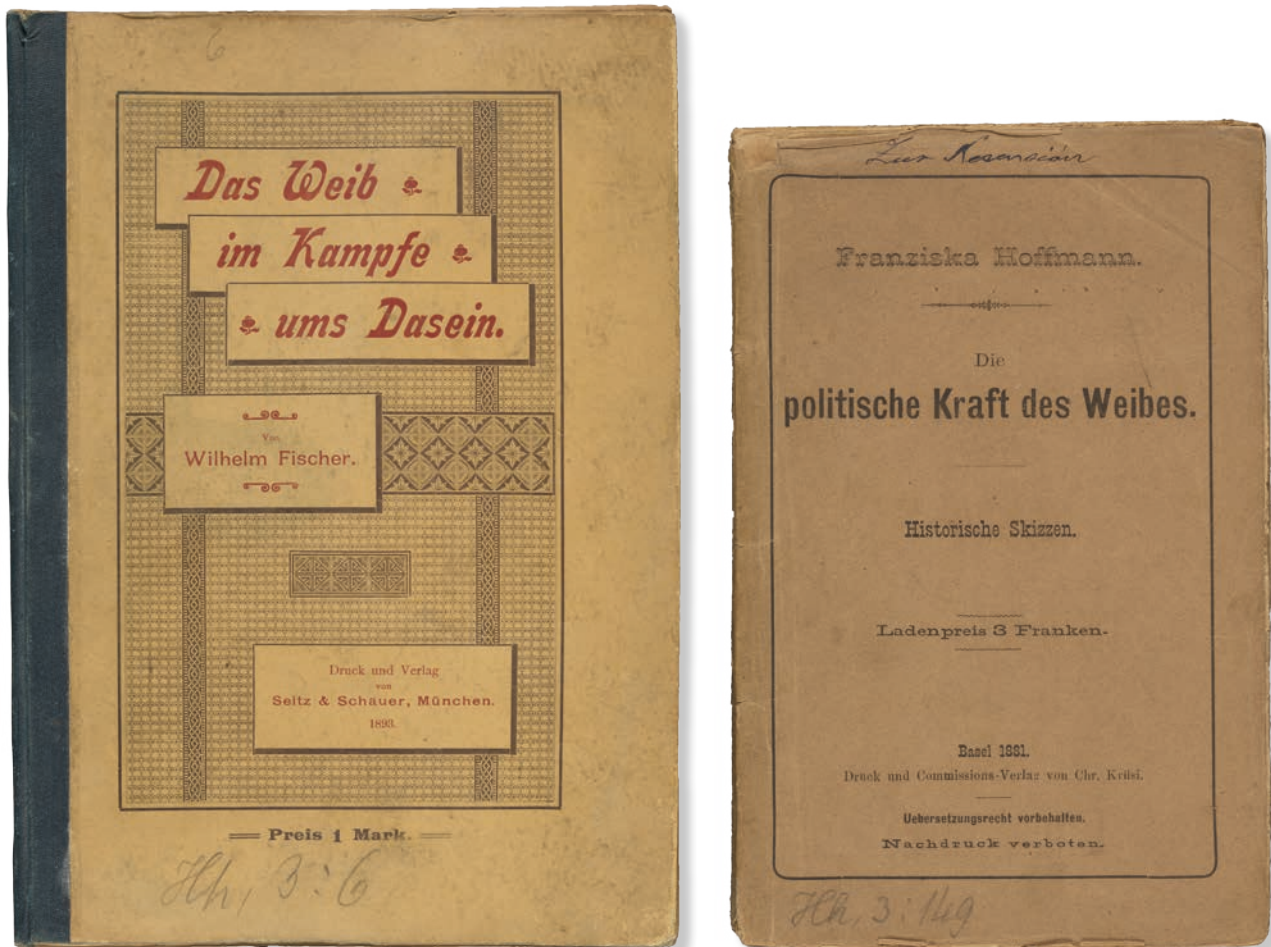 6
Das Weib
im Kampfe
ums Dasein.
Von
Wilhelm Fischer.
Druck und Verlag
von
Seitz & Schauer, München.
1893.
Preis 1 Mark.
Hh, 3:6
Zur Recension
Franziska Hoffmann.
Die
politische Kraft des Weibes.
Historische Skizzen.
Ladenpreis 3 Franken.
Basel 1881.
Druck und Commissions-Verlag von Chr. Krüsi.
Uebersetzungsrecht vorbehalten.
Nachdruck verboten.
Hh, 3:149